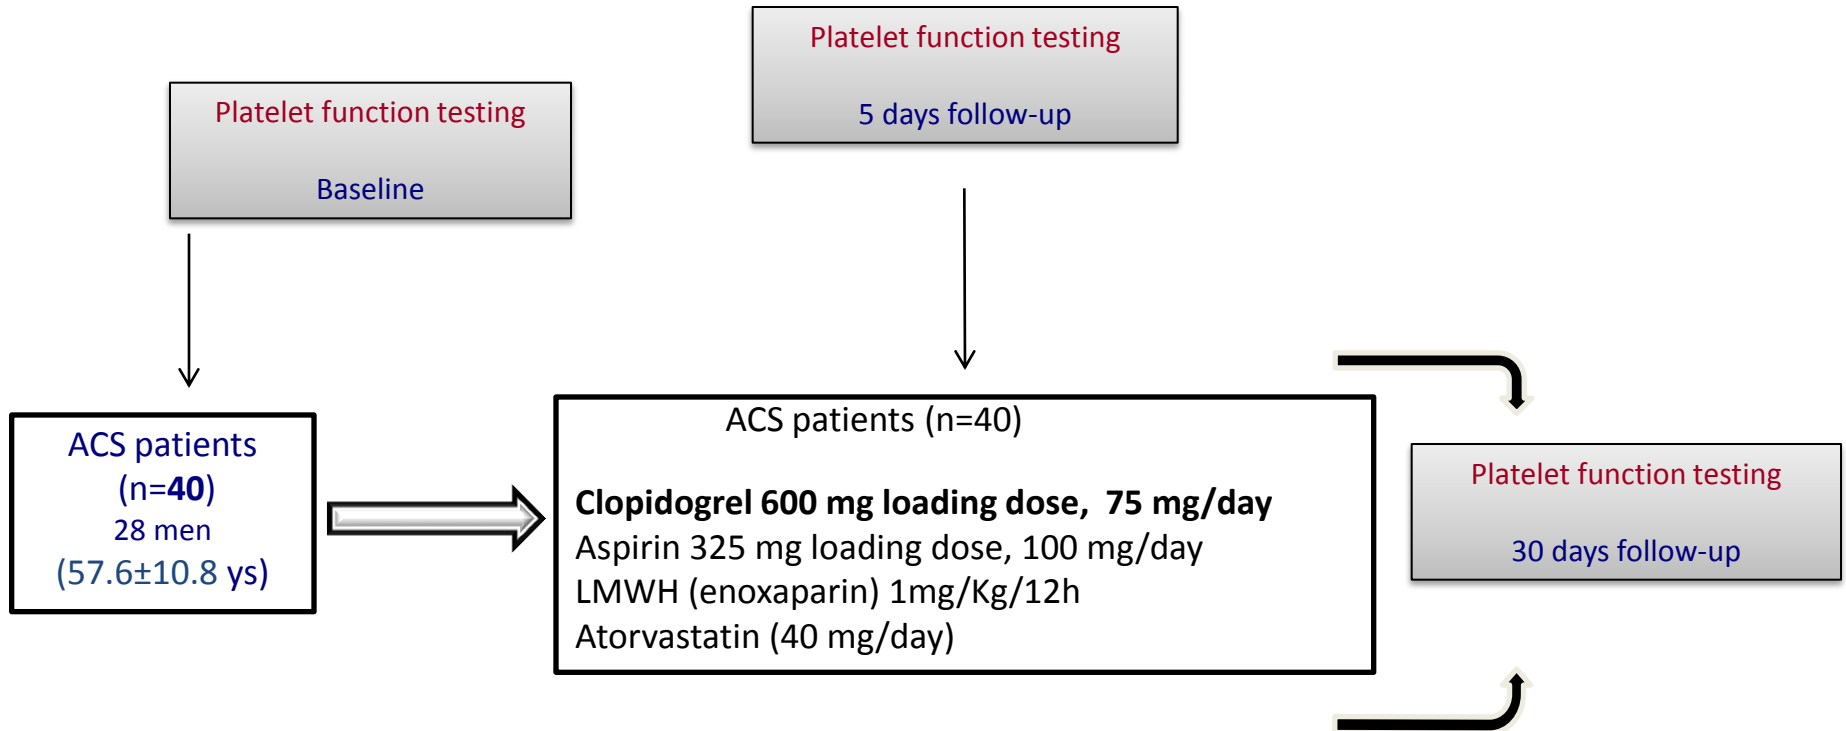 Platelet function testing
Baseline
Platelet function testing
5 days follow-up
ACS patients
(n=40)
28 men
(57.6±10.8 ys)
ACS patients (n=40)
Clopidogrel 600 mg loading dose, 75 mg/day
Aspirin 325 mg loading dose, 100 mg/day
LMWH (enoxaparin) 1mg/Kg/12h
Atorvastatin (40 mg/day)
Platelet function testing
30 days follow-up